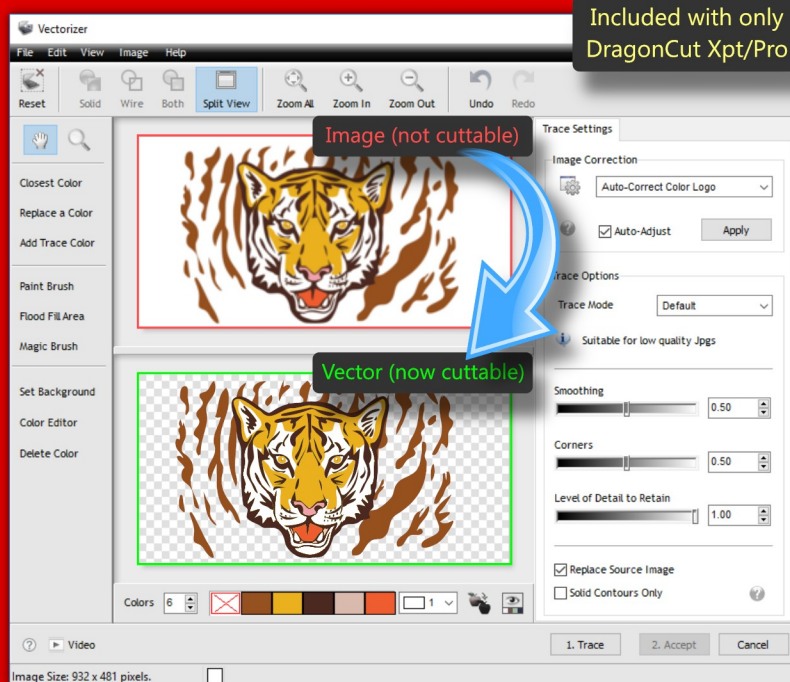 Included with only
DragonCut Xpt/Pro
Vectorizer
File Edit View Image Help
Reset Solid Wire Both Split View Zoom All Zoom In Zoom Out Undo Redo
Image (not cuttable)
Vector (now cuttable)
Closest Color
Replace a Color
Add Trace Color
Paint Brush
Flood Fill Area
Magic Brush
Set Background
Color Editor
Delete Color
Trace Settings
Image Correction
Auto-Correct Color Logo
Auto-Adjust Apply
Trace Options
Trace Mode Default
Suitable for low quality Jpgs
Smoothing
0.50
Corners
0.50
Level of Detail to Retain
1.00
Replace Source Image
Solid Contours Only
Colors 6 1
Video
1. Trace 2. Accept Cancel
Image Size: 932 x 481 pixels.